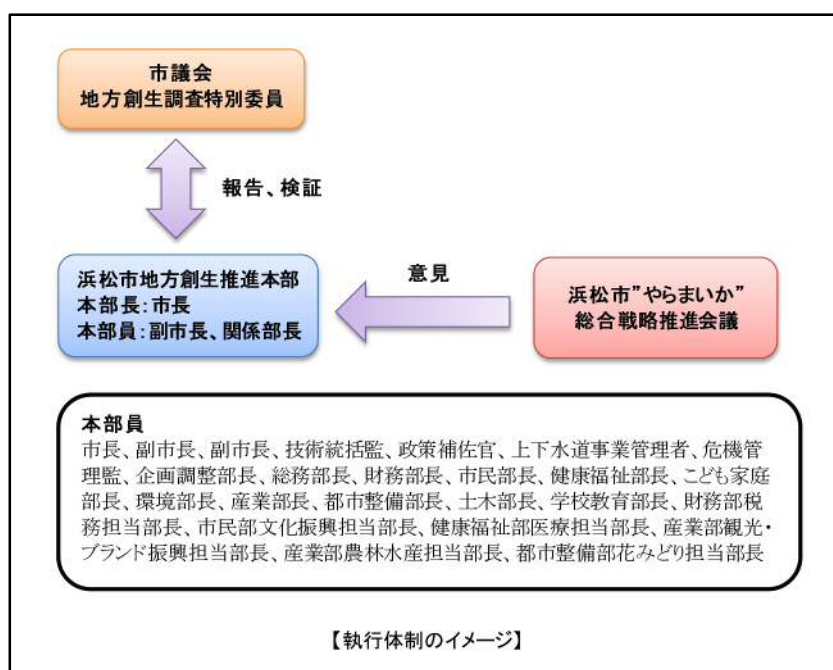 市議会
地方創生調査特別委員
報告、検証
浜松市地方創生推進本部
本部長：市長
本部員：副市長、関係部長
意見
浜松市”やらまいか”
総合戦略推進会議
本部員
市長、副市長、副市長、技術統括監、政策補佐官、上下水道事業管理者、危機管
理監、企画調整部長、総務部長、財務部長、市民部長、健康福祉部長、こども家庭
部長、環境部長、産業部長、都市整備部長、土木部長、学校教育部長、財務部税
務担当部長、市民部文化振興担当部長、健康福祉部医療担当部長、産業部観光・
ブランド振興担当部長、産業部農林水産担当部長、都市整備部花みどり担当部長
【執行体制のイメージ】